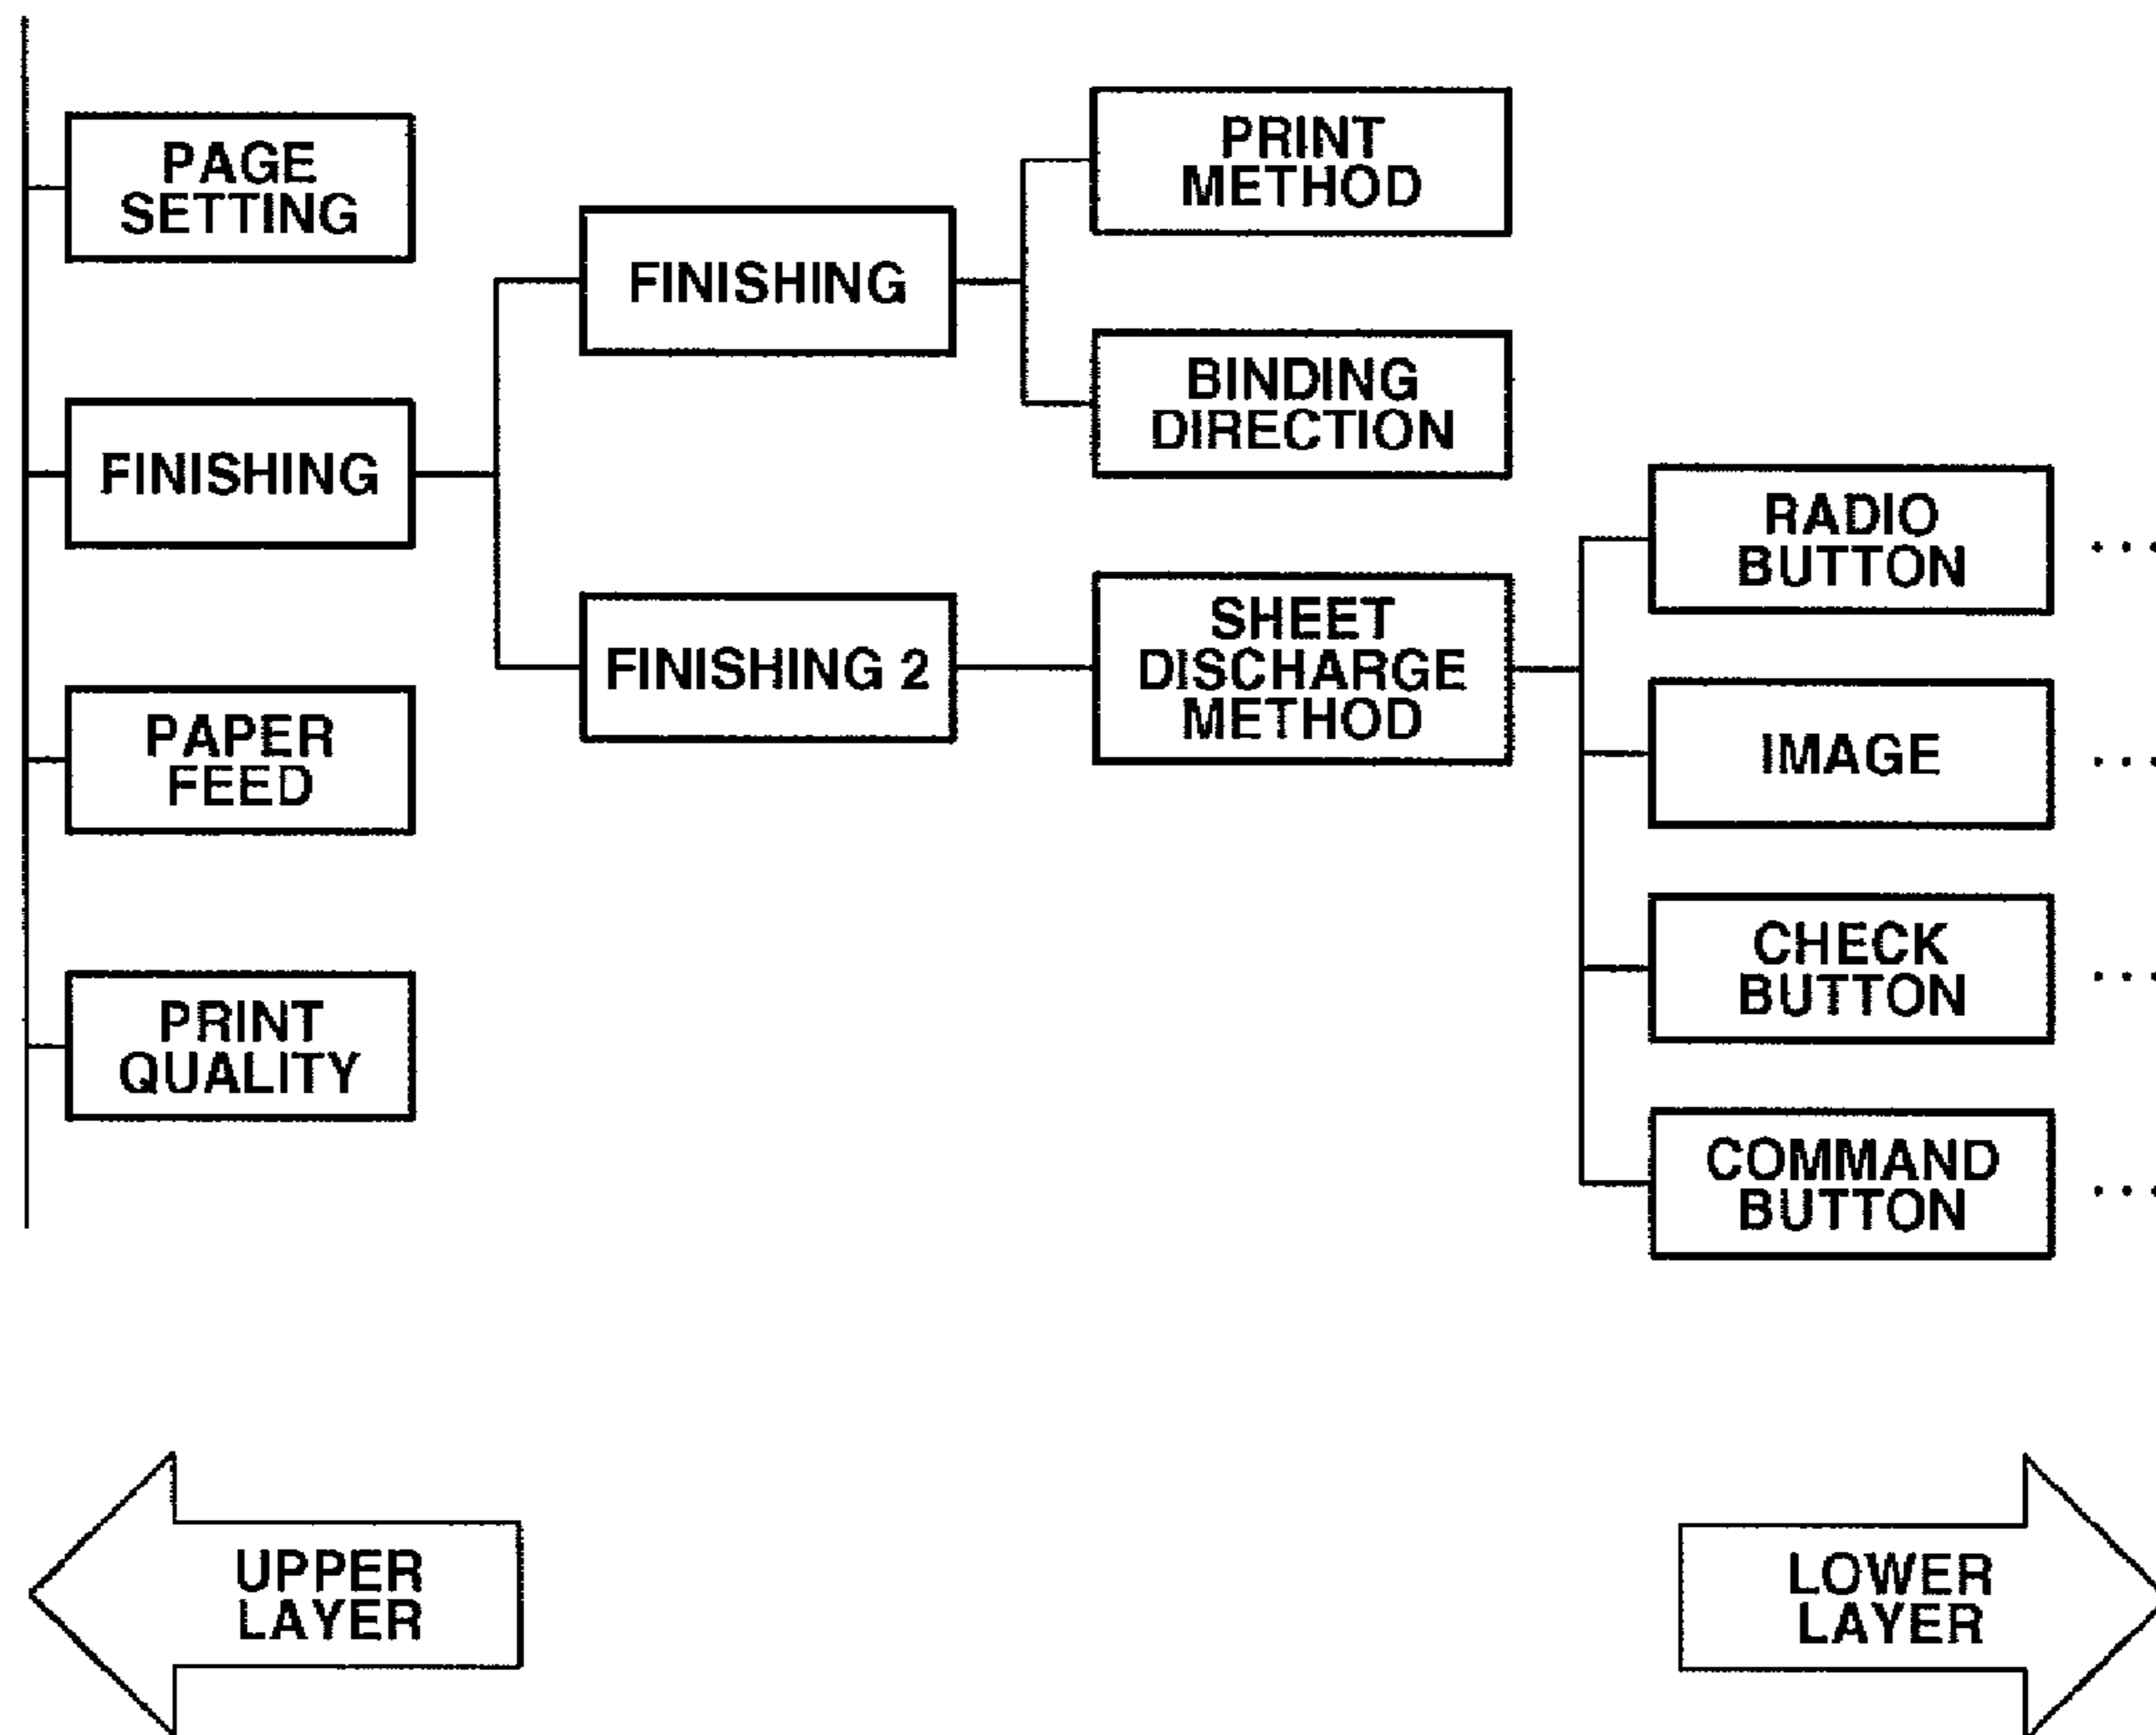 PAGE
SETTING
FINISHING
PAPER
FEED
PRINT
QUALITY
FINISHING
FINISHING 2
PRINT
METHOD
BINDING
DIRECTION
SHEET
DISCHARGE
METHOD
RADIO
BUTTON
...
IMAGE
...
CHECK
BUTTON
...
COMMAND
BUTTON
...
UPPER
LAYER
LOWER
LAYER